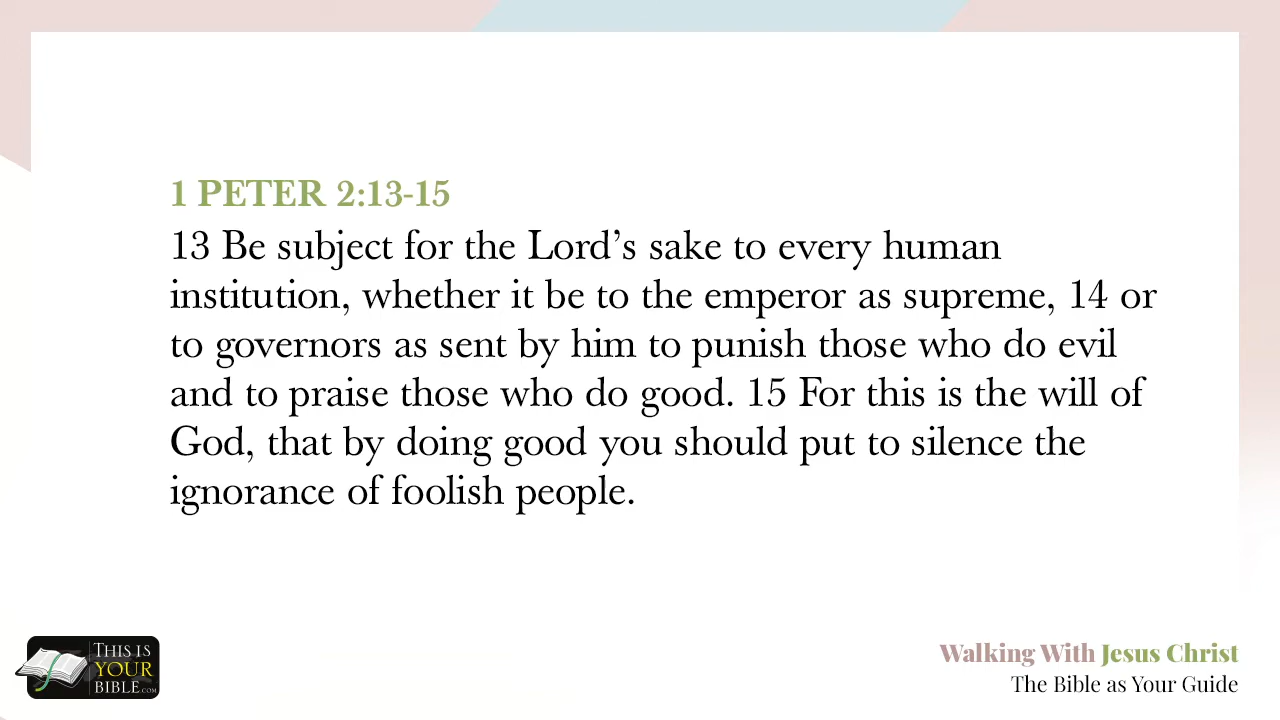 1 PETER 2:13-15
13 Be subject for the Lord’s sake to every human
institution, whether it be to the emperor as supreme, 14 or
to governors as sent by him to punish those who do evil
and to praise those who do good. 15 For this is the will of
God, that by doing good you should put to silence the
ignorance of foolish people.
THIS IS
YOUR
BIBLE.COM
Walking With Jesus Christ
The Bible as Your Guide